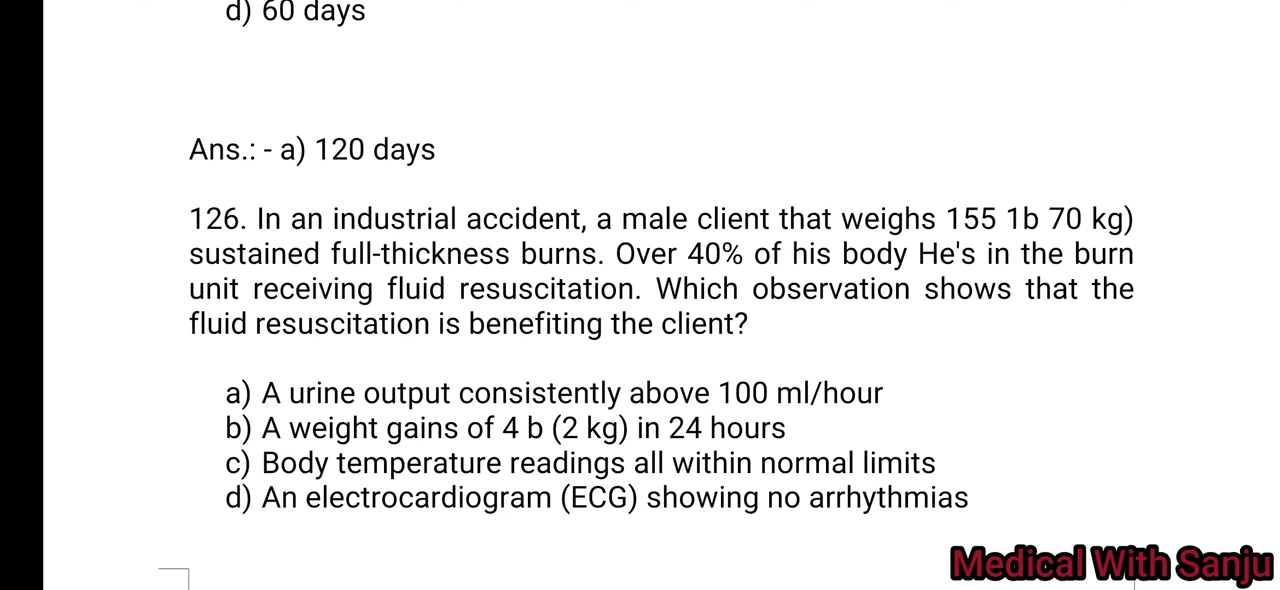 d) 60 days
Ans.: - a) 120 days
126. In an industrial accident, a male client that weighs 155 1b 70 kg)
sustained full-thickness burns. Over 40% of his body He's in the burn
unit receiving fluid resuscitation. Which observation shows that the
fluid resuscitation is benefiting the client?
a) A urine output consistently above 100 ml/hour
b) A weight gains of 4 b (2 kg) in 24 hours
c) Body temperature readings all within normal limits
d) An electrocardiogram (ECG) showing no arrhythmias
Medical With Sanju